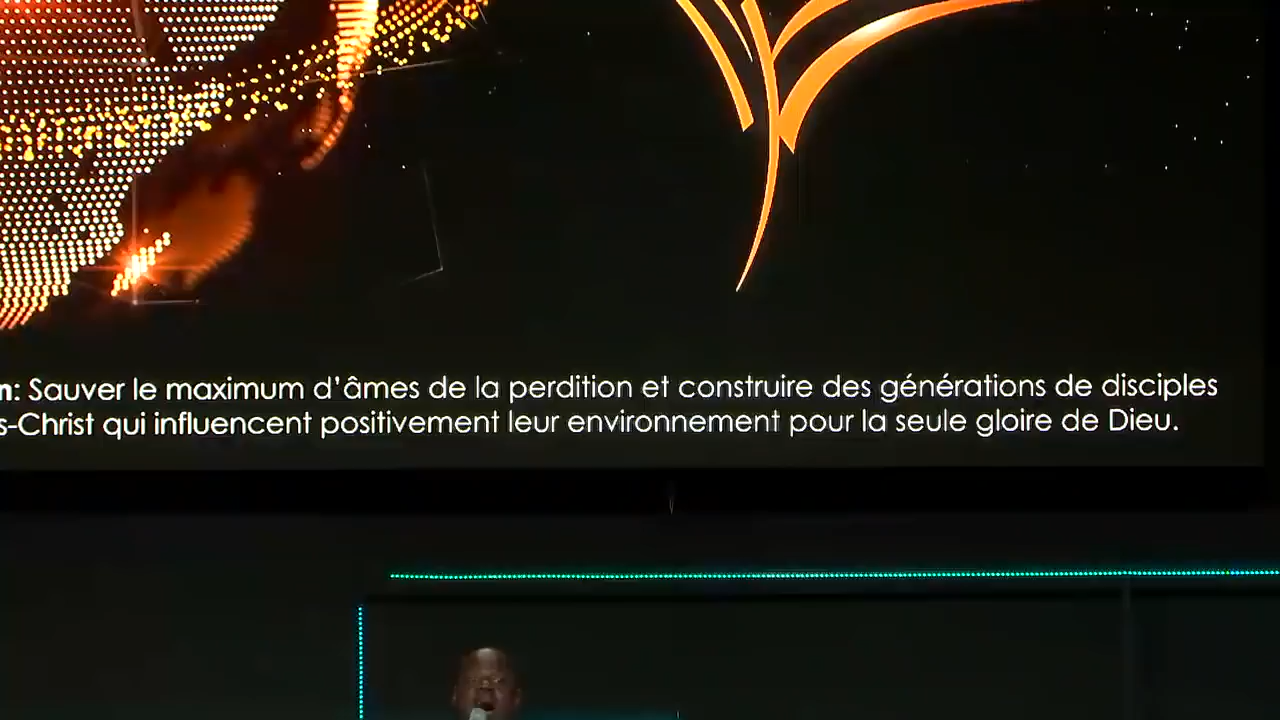 n: Sauver le maximum d’âmes de la perdition et construire des générations de disciples
s-Christ qui influencent positivement leur environnement pour la seule gloire de Dieu.